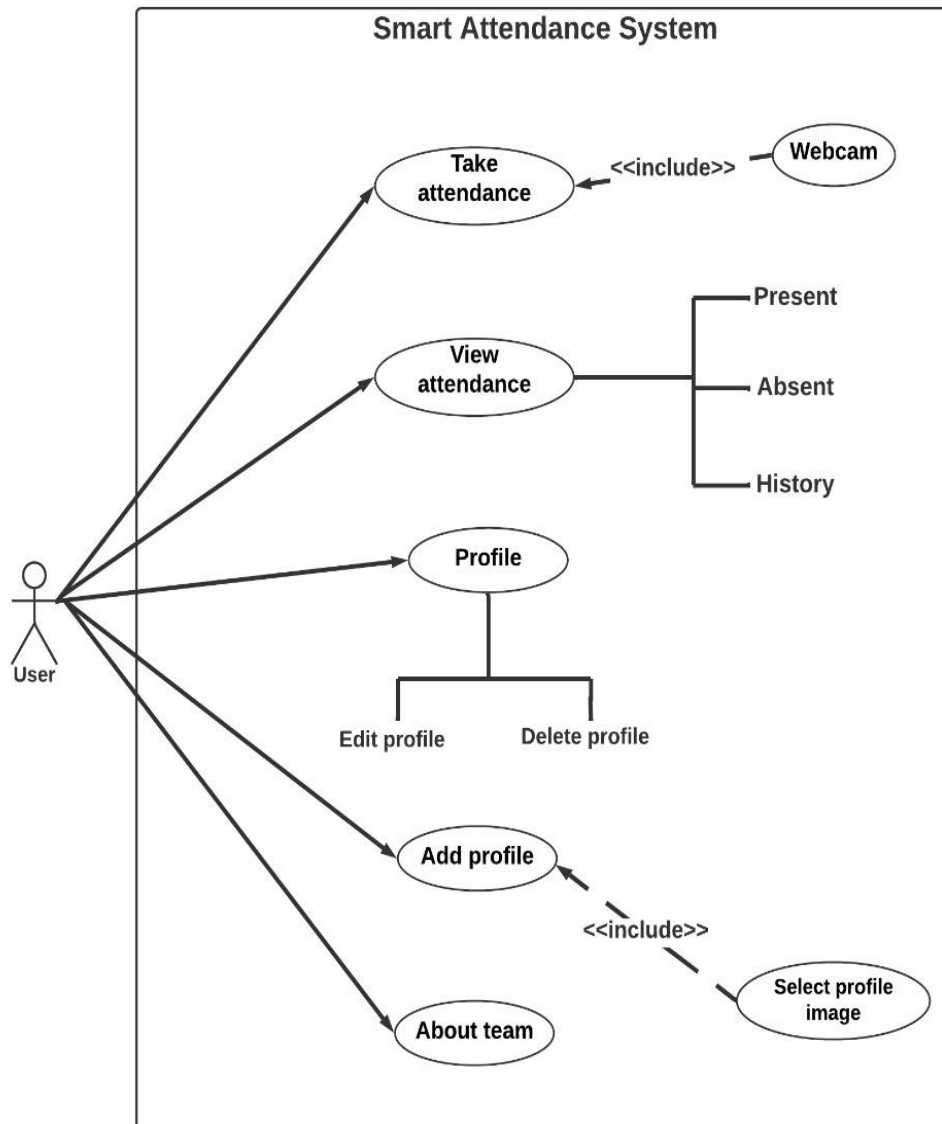 Smart Attendance System
Take
attendance
<<include>>
Webcam
View
attendance
Present
Absent
History
Profile
User
Edit profile
Delete profile
Add profile
<<include>>
Select profile
image
About team